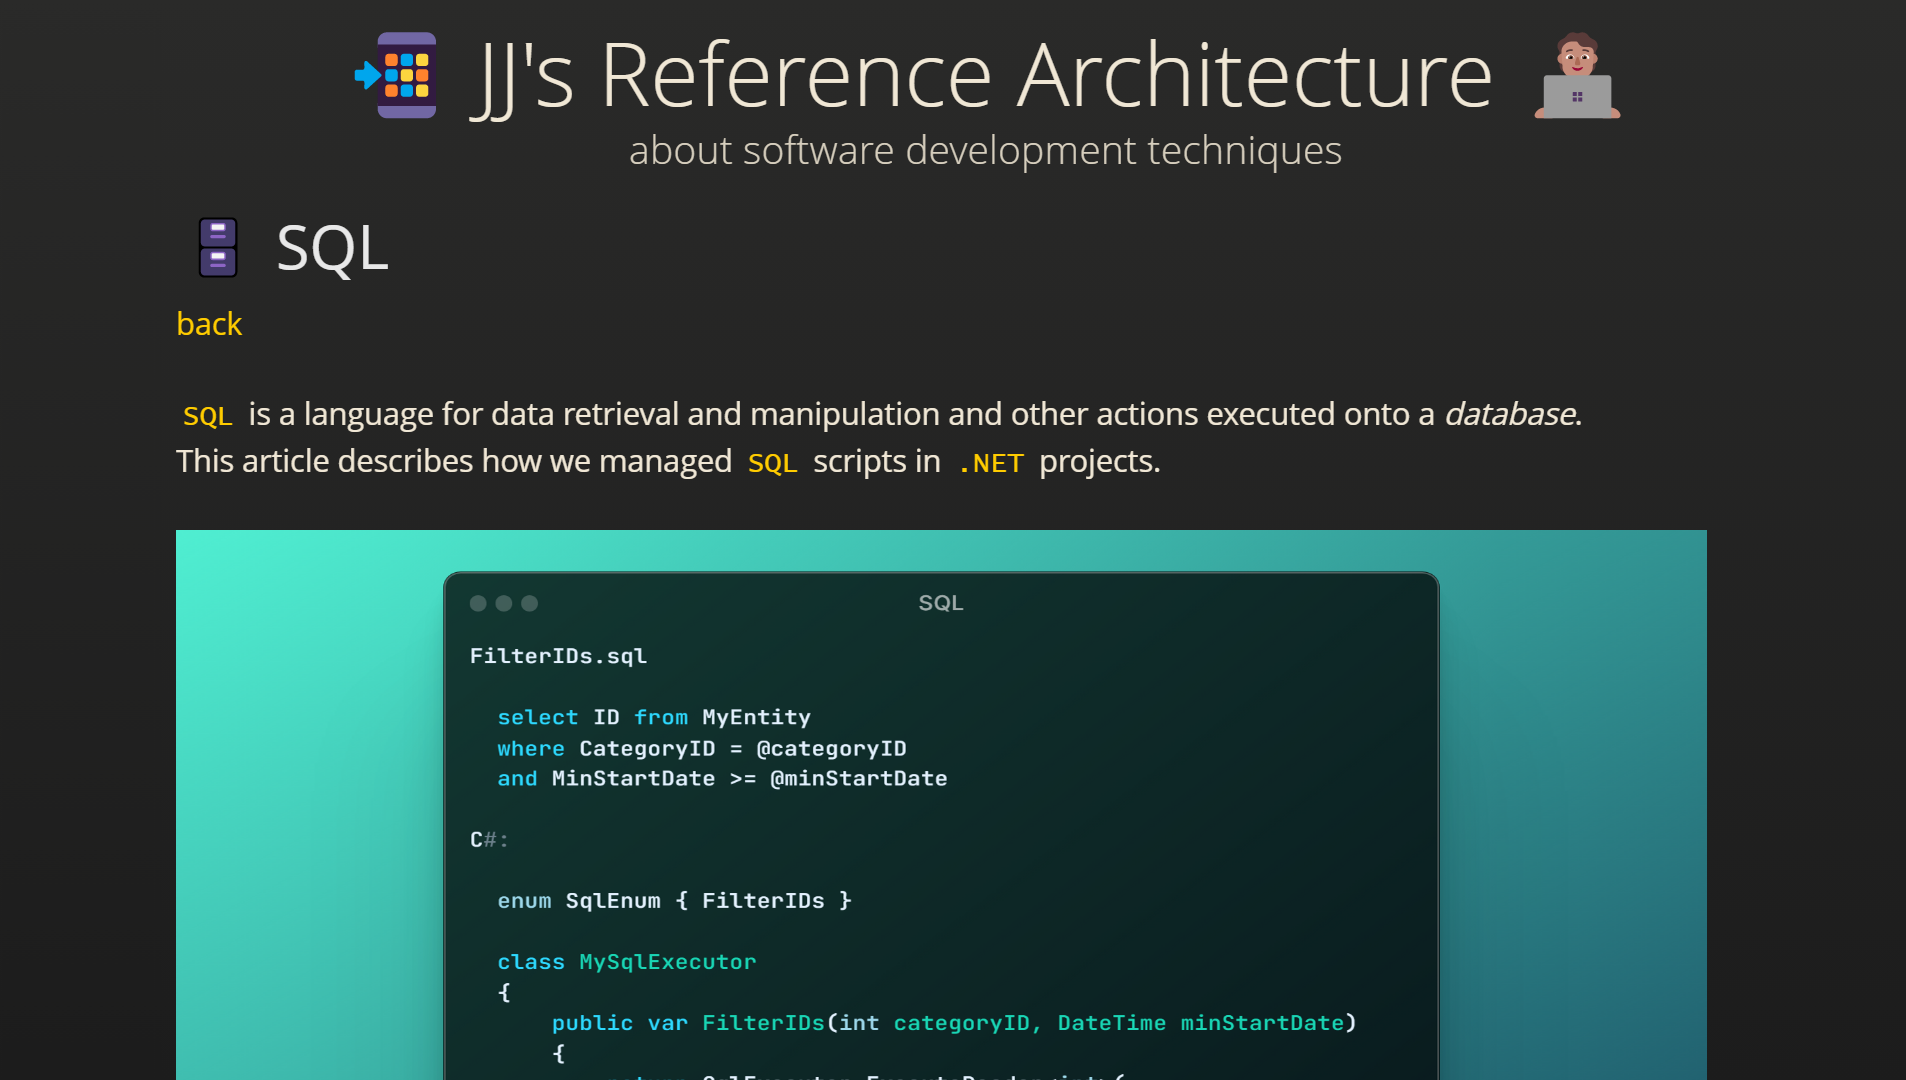 JJ's Reference Architecture
about software development techniques
SQL
back
SQL is a language for data retrieval and manipulation and other actions executed onto a database.
This article describes how we managed SQL scripts in .NET projects.
SQL
FilterIDs.sql
select ID from MyEntity
where CategoryID = @categoryID
and MinStartDate >= @minStartDate
C#:
enum SqlEnum { FilterIDs }
class MySqlExecutor
{
public var FilterIDs(int categoryID, DateTime minStartDate)
{